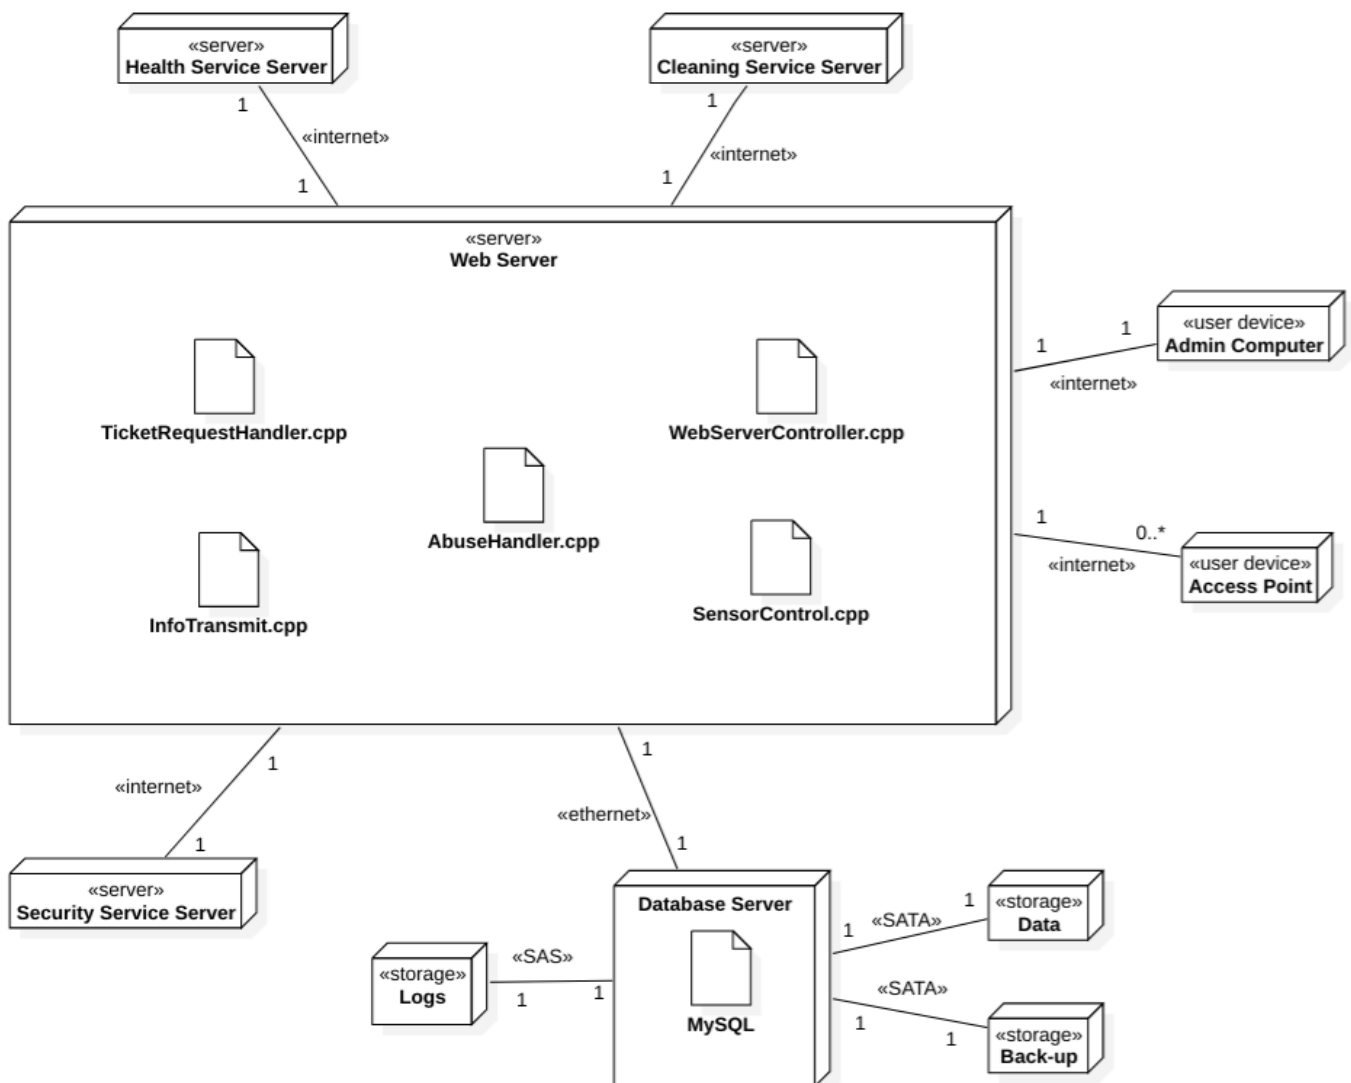 «server»
Health Service Server
«server»
Cleaning Service Server
1
«internet»
1
1
«internet»
1
«server»
Web Server
TicketRequestHandler.cpp
WebServerController.cpp
AbuseHandler.cpp
InfoTransmit.cpp
SensorControl.cpp
1
1
«internet»
«user device»
Admin Computer
1
0..*
«internet»
«user device»
Access Point
1
«internet»
1
«server»
Security Service Server
1
«ethernet»
1
Database Server
MySQL
«SAS»
1
1
«storage»
Logs
1
«SATA»
1
«storage»
Data
«SATA»
1
1
«storage»
Back-up